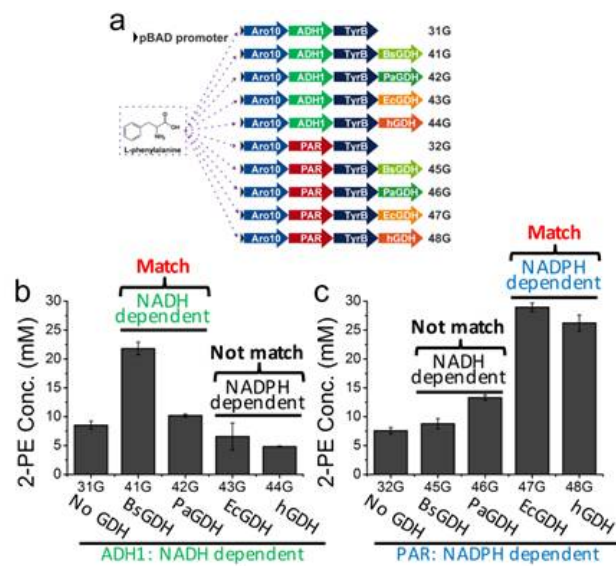 a
pBAD promoter
Aro10 ADH1 TyrB 31G
Aro10 ADH1 TyrB BsGDH 41G
Aro10 ADH1 TyrB PaGDH 42G
Aro10 ADH1 TyrB EcGDH 43G
Aro10 ADH1 TyrB hGDH 44G
Aro10 PAR TyrB 32G
Aro10 PAR TyrB BsGDH 45G
Aro10 PAR TyrB PaGDH 46G
Aro10 PAR TyrB EcGDH 47G
Aro10 PAR TyrB hGDH 48G
O
OH
NH2
L-phenylalanine
b
Match
NADH
dependent
Not match
NADPH
dependent
2-PE Conc. (mM)
30
25
20
15
10
5
0
31G 41G 42G 43G 44G
No GDH BsGDH PaGDH EcGDH hGDH
ADH1: NADH dependent
c
Match
NADPH
dependent
Not match
NADH
dependent
2-PE Conc. (mM)
30
25
20
15
10
5
0
32G 45G 46G 47G 48G
No GDH BsGDH PaGDH EcGDH hGDH
PAR: NADPH dependent